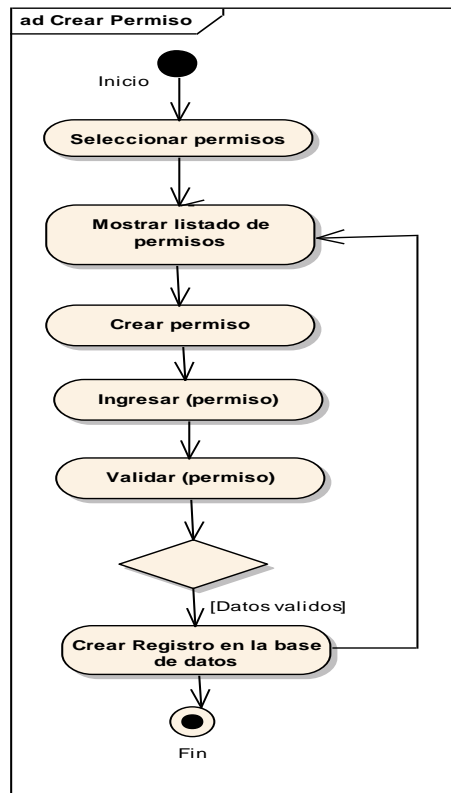 ad Crear Permiso
Inicio
Seleccionar permisos
Mostrar listado de
permisos
Crear permiso
Ingresar (permiso)
Validar (permiso)
[Datos validos]
Crear Registro en la base
de datos
Fin